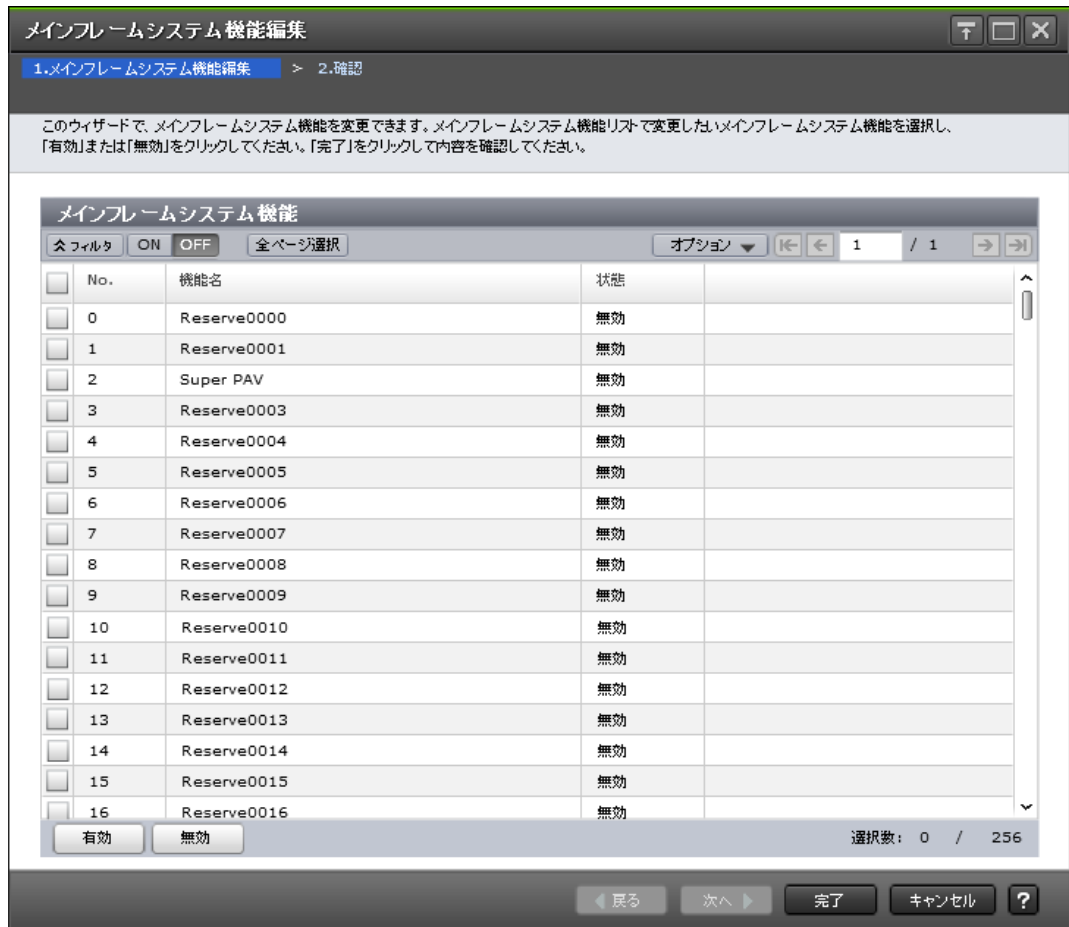 メインフレームシステム機能編集
1.メインフレームシステム機能編集 > 2.確認
このウィザードで、メインフレームシステム機能を変更できます。メインフレームシステム機能リストで変更したいメインフレームシステム機能を選択し、
「有効」または「無効」をクリックしてください。「完了」をクリックして内容を確認してください。
メインフレームシステム機能
フィルタ ON OFF 全ページ選択 オプション 1 / 1
No. 機能名 状態
0 Reserve0000 無効
1 Reserve0001 無効
2 Super PAV 無効
3 Reserve0003 無効
4 Reserve0004 無効
5 Reserve0005 無効
6 Reserve0006 無効
7 Reserve0007 無効
8 Reserve0008 無効
9 Reserve0009 無効
10 Reserve0010 無効
11 Reserve0011 無効
12 Reserve0012 無効
13 Reserve0013 無効
14 Reserve0014 無効
15 Reserve0015 無効
16 Reserve0016 無効
有効 無効 選択数: 0 / 256
戻る 次へ 完了 キャンセル ?